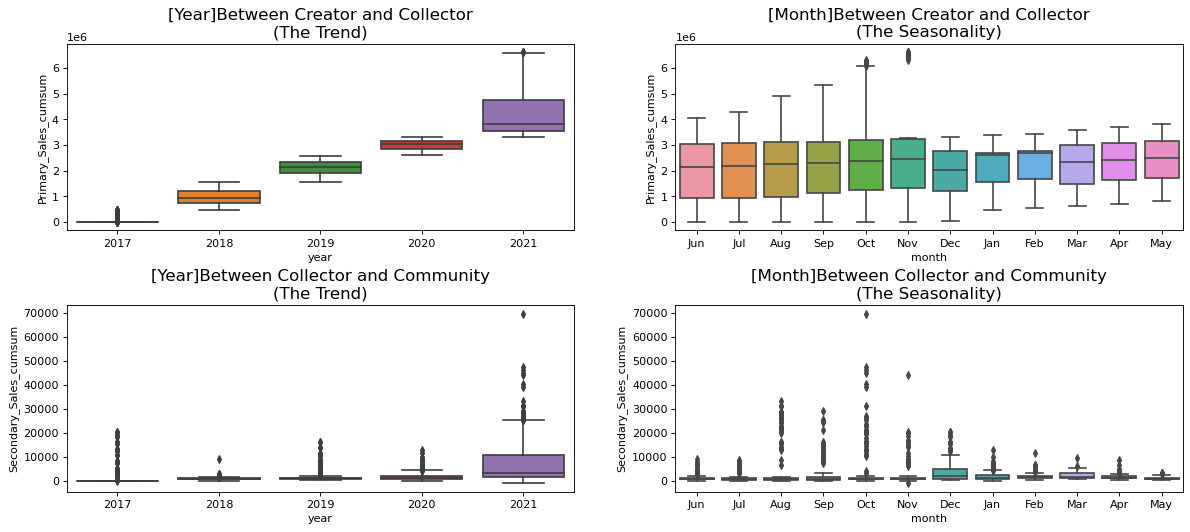 [Year]Between Creator and Collector
(The Trend)
1e6
Primary_Sales_cumsum
6
5
4
3
2
1
0
2017 2018 2019 2020 2021
year
[Month]Between Creator and Collector
(The Seasonality)
1e6
Primary_Sales_cumsum
6
5
4
3
2
1
0
Jun Jul Aug Sep Oct Nov Dec Jan Feb Mar Apr May
month
[Year]Between Collector and Community
(The Trend)
Secondary_Sales_cumsum
70000
60000
50000
40000
30000
20000
10000
0
2017 2018 2019 2020 2021
year
[Month]Between Collector and Community
(The Seasonality)
Secondary_Sales_cumsum
70000
60000
50000
40000
30000
20000
10000
0
Jun Jul Aug Sep Oct Nov Dec Jan Feb Mar Apr May
month